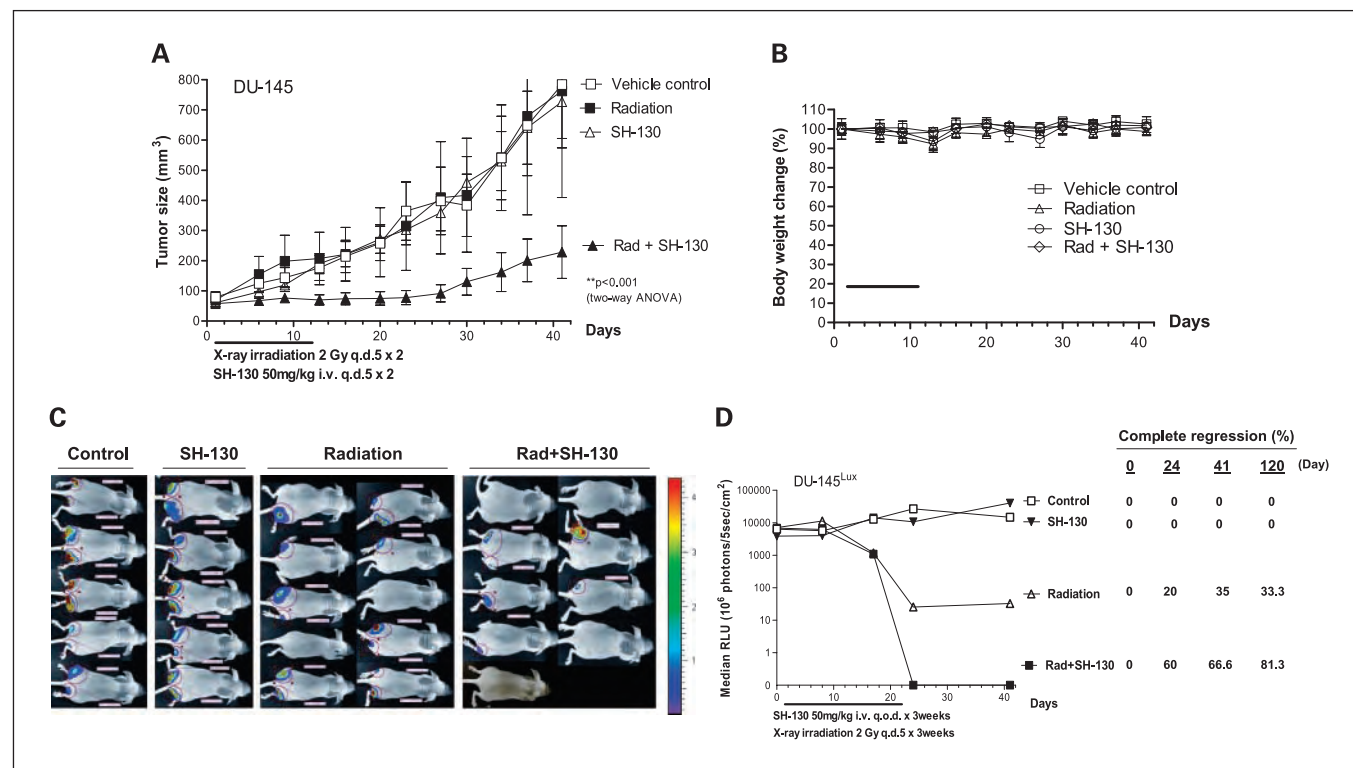 A
DU-145
Tumor size (mm3)
800
700
600
500
400
300
200
100
0
0
10
20
30
40
Days
Vehicle control
Radiation
SH-130
Rad + SH-130
**p<0.001
(two-way ANOVA)
X-ray irradiation 2 Gy q.d.5 x 2
SH-130 50mg/kg i.v. q.d.5 x 2
B
Body weight change (%)
110
100
90
80
70
60
50
40
30
20
10
0
0
10
20
30
40
Days
Vehicle control
Radiation
SH-130
Rad + SH-130
C
Control SH-130 Radiation Rad+SH-130
4
3
2
1
D
DU-145Lux
Median RLU (10^6 photons/5sec/cm2)
100000
10000
1000
100
10
1
0
0
10
20
30
40
Days
SH-130 50mg/kg i.v. q.o.d. x 3weeks
X-ray irradiation 2 Gy q.d.5 x 3weeks
Complete regression (%)
0 24 41 120 (Day)
Control 0 0 0 0
SH-130 0 0 0 0
Radiation 0 20 35 33.3
Rad+SH-130 0 60 66.6 81.3